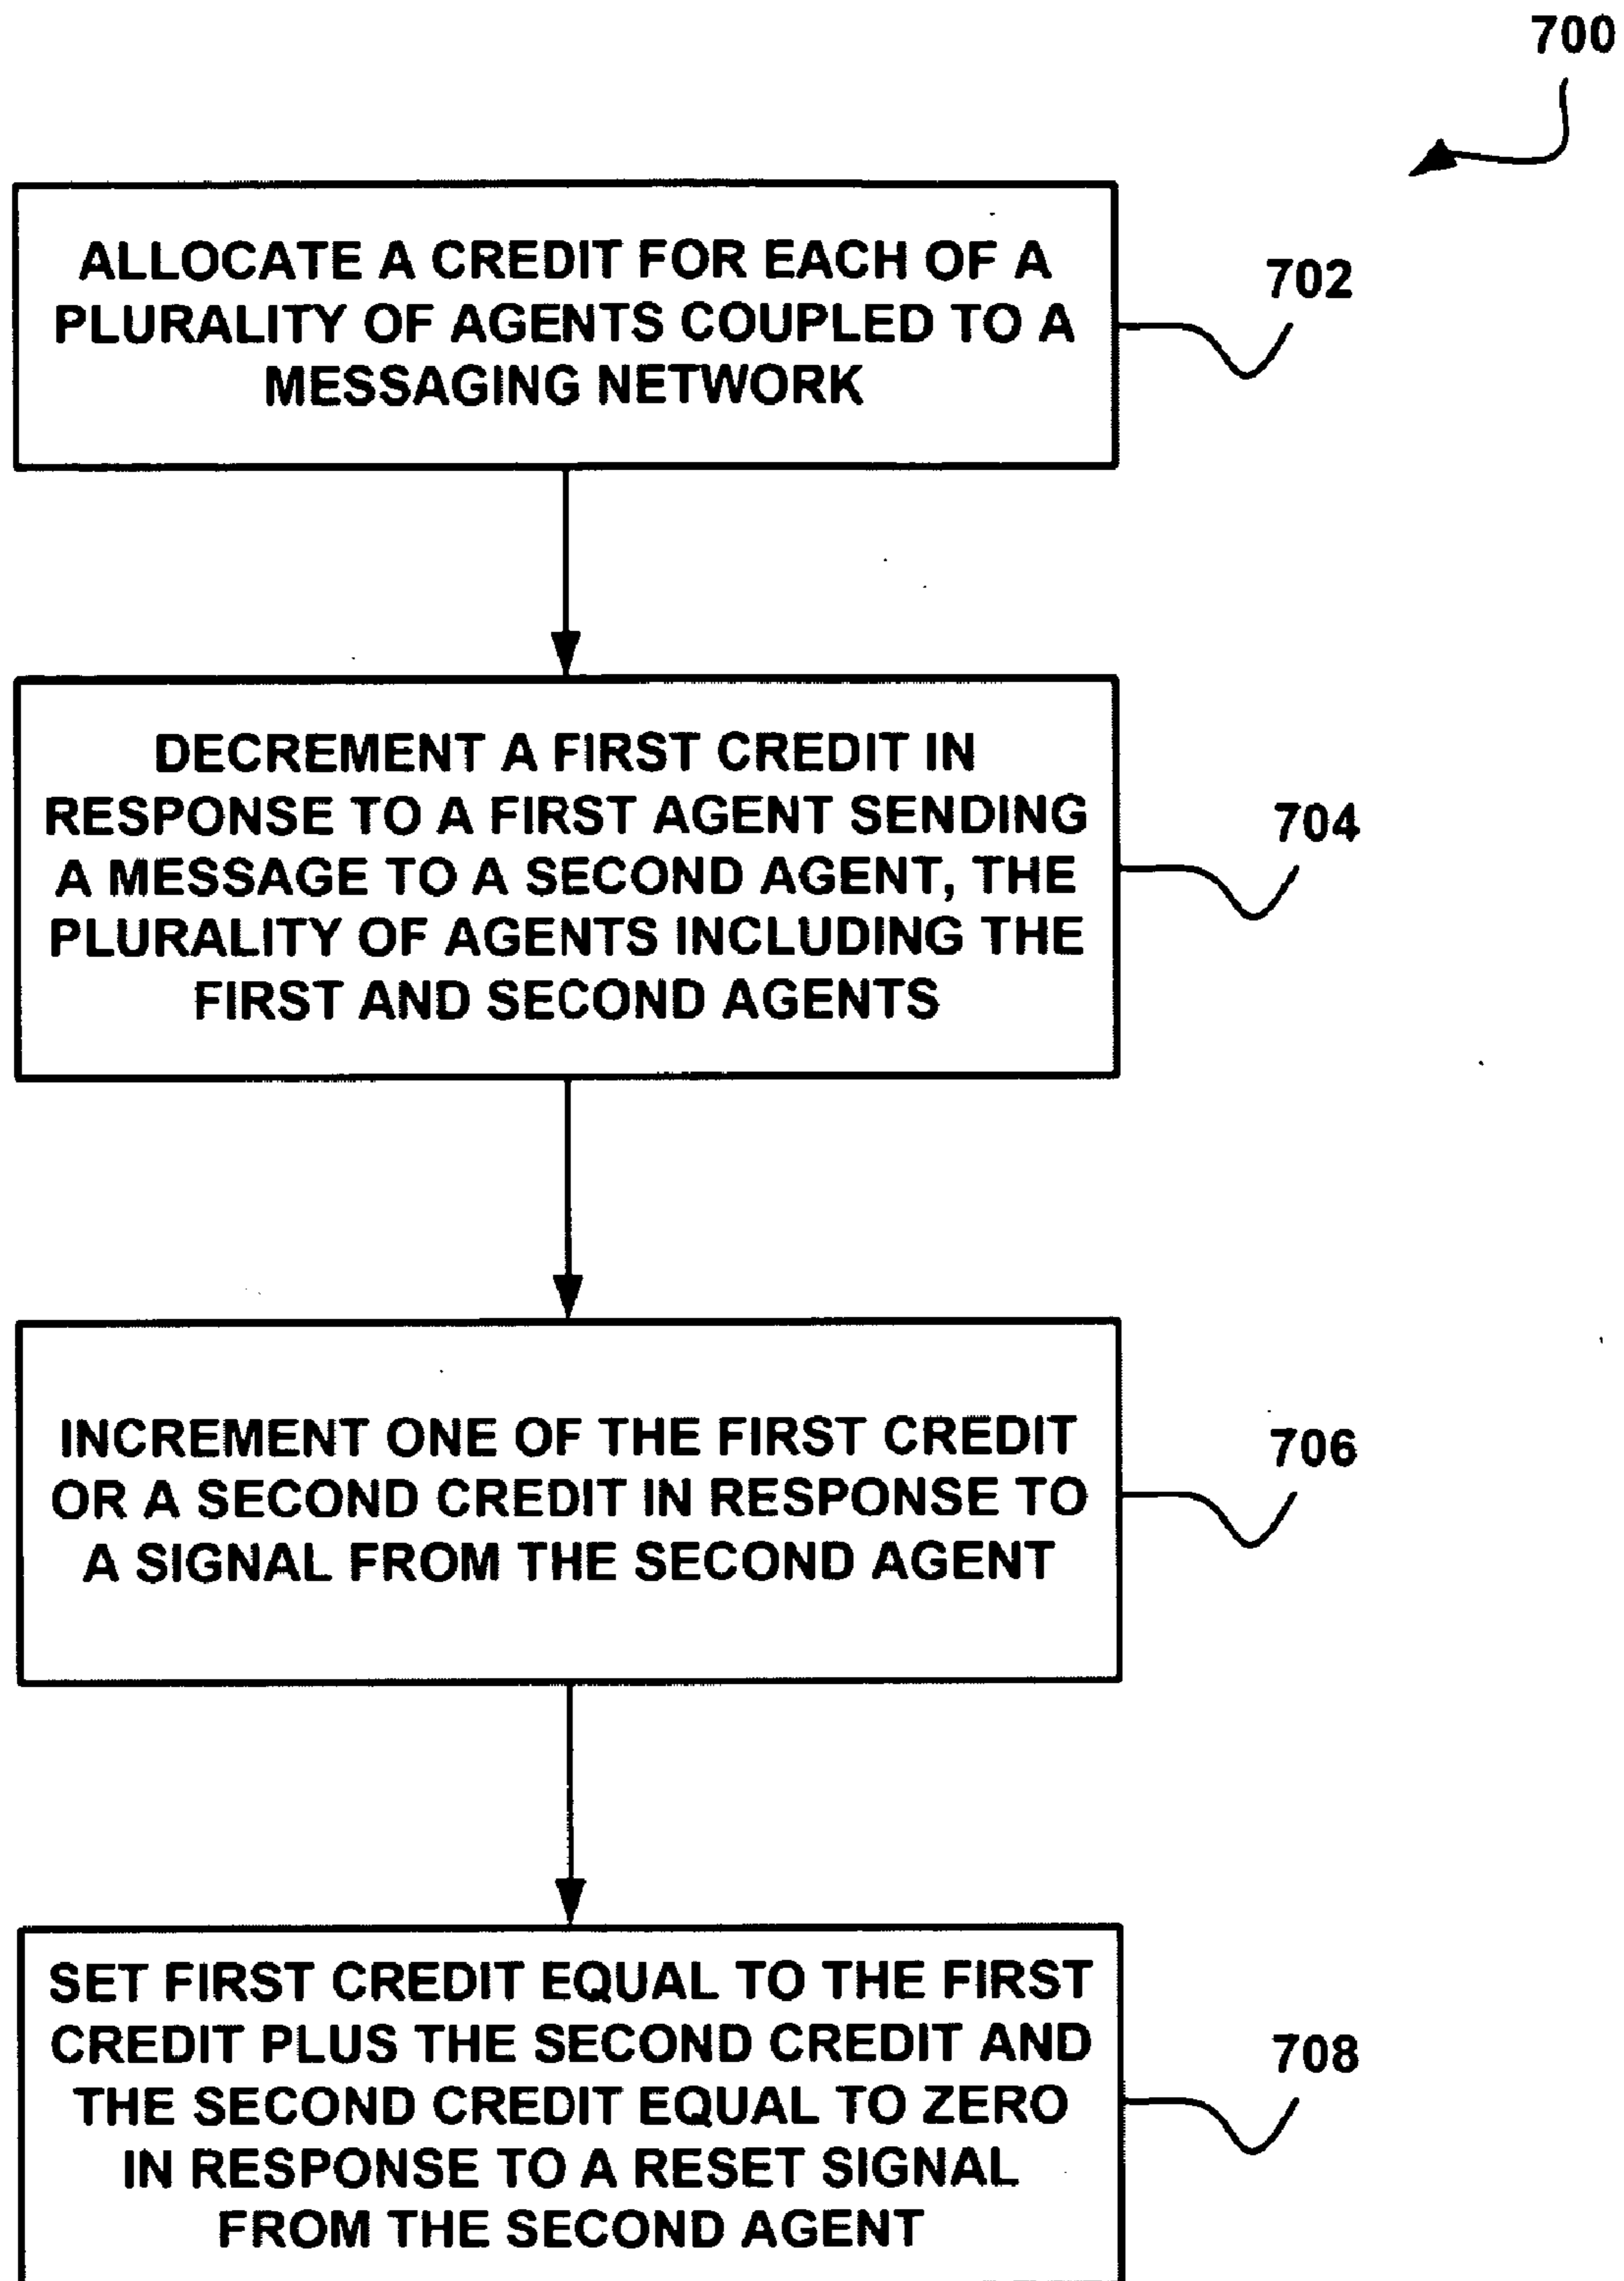 700
ALLOCATE A CREDIT FOR EACH OF A
PLURALITY OF AGENTS COUPLED TO A
MESSAGING NETWORK
702
DECREMENT A FIRST CREDIT IN
RESPONSE TO A FIRST AGENT SENDING
A MESSAGE TO A SECOND AGENT, THE
PLURALITY OF AGENTS INCLUDING THE
FIRST AND SECOND AGENTS
704
INCREMENT ONE OF THE FIRST CREDIT
OR A SECOND CREDIT IN RESPONSE TO
A SIGNAL FROM THE SECOND AGENT
706
SET FIRST CREDIT EQUAL TO THE FIRST
CREDIT PLUS THE SECOND CREDIT AND
THE SECOND CREDIT EQUAL TO ZERO
IN RESPONSE TO A RESET SIGNAL
FROM THE SECOND AGENT
708